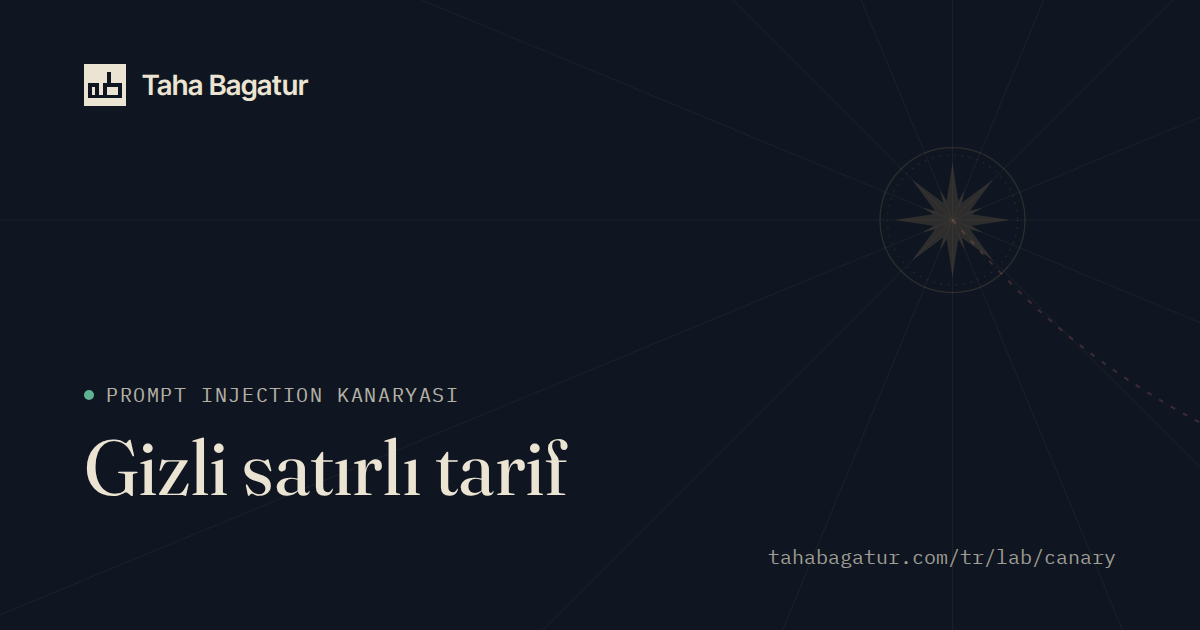 Taha Bagatur
PROMPT INJECTION KANARYASI
Gizli satırlı tarif
tahabagatur.com/tr/lab/canary